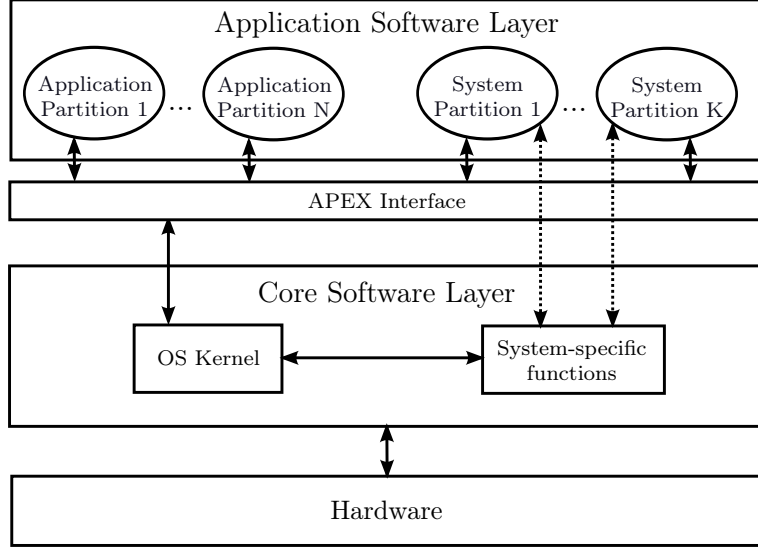 Application Software Layer
Application
Partition 1
...
Application
Partition N
System
Partition 1
...
System
Partition K
APEX Interface
Core Software Layer
OS Kernel
System-specific
functions
Hardware